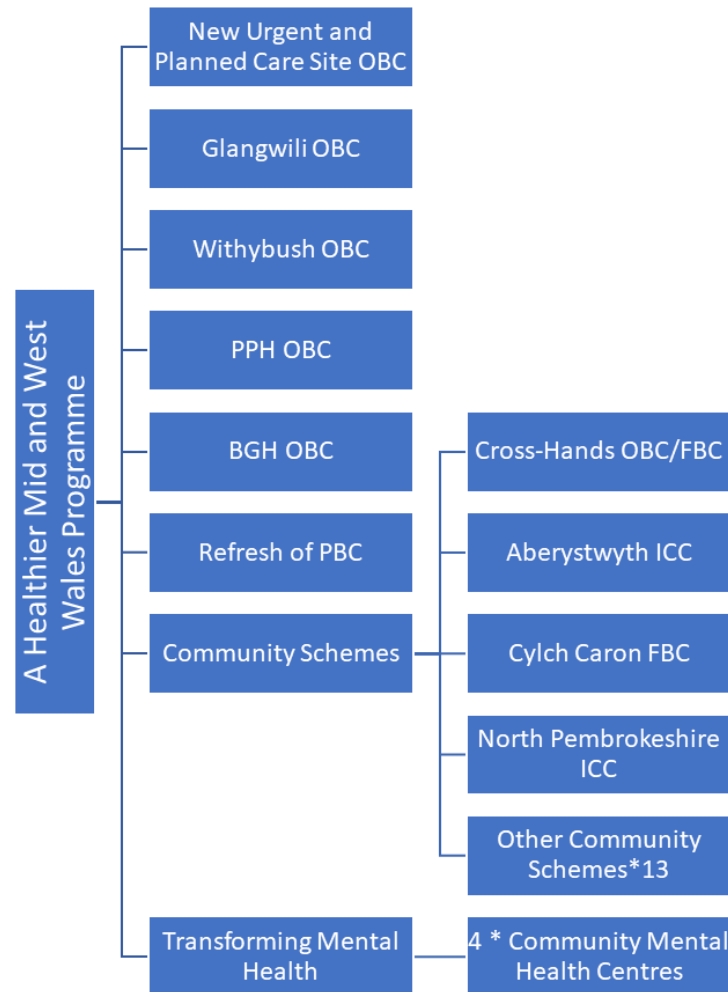 A Healthier Mid and West
Wales Programme
New Urgent and
Planned Care Site OBC
Glangwili OBC
Withybush OBC
PPH OBC
BGH OBC
Refresh of PBC
Community Schemes
Cross-Hands OBC/FBC
Aberystwyth ICC
Cylch Caron FBC
North Pembrokeshire
ICC
Other Community
Schemes*13
Transforming Mental
Health
4 * Community Mental
Health Centres